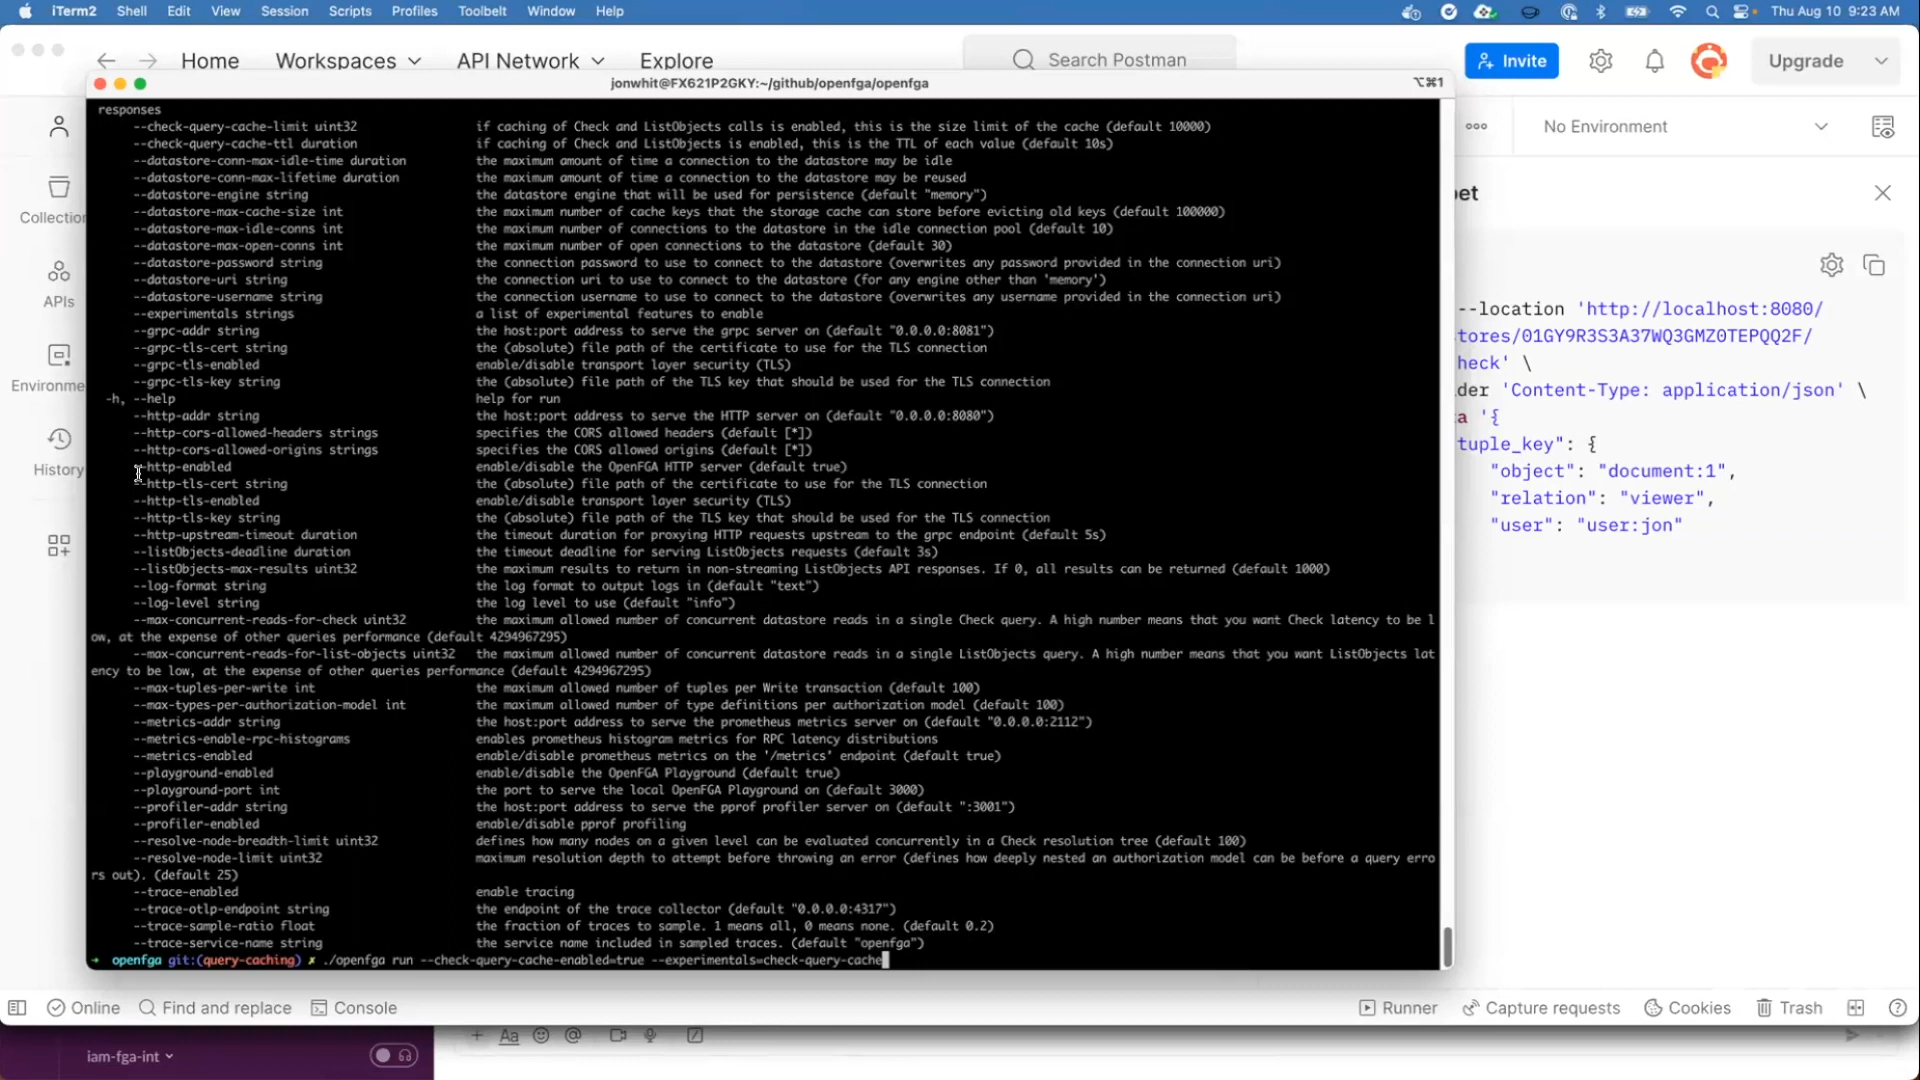 iTerm2 Shell Edit View Session Scripts Profiles Toolbelt Window Help Thu Aug 10 9:23 AM
Home Workspaces API Network Explore Search Postman Invite Upgrade
jonwhit@FX621P2GKY:~/github/openfga/openfga ⌥⌘1
responses
--check-query-cache-limit uint32 if caching of Check and ListObjects calls is enabled, this is the size limit of the cache (default 10000)
--check-query-cache-ttl duration if caching of Check and ListObjects is enabled, this is the TTL of each value (default 10s)
--datastore-conn-max-idle-time duration the maximum amount of time a connection to the datastore may be idle
--datastore-conn-max-lifetime duration the maximum amount of time a connection to the datastore may be reused
--datastore-engine string the datastore engine that will be used for persistence (default "memory")
--datastore-max-cache-size int the maximum number of cache keys that the storage cache can store before evicting old keys (default 100000)
--datastore-max-idle-conns int the maximum number of connections to the datastore in the idle connection pool (default 10)
--datastore-max-open-conns int the maximum number of open connections to the datastore (default 30)
--datastore-password string the connection password to use to connect to the datastore (overwrites any password provided in the connection uri)
--datastore-uri string the connection uri to use to connect to the datastore (for any engine other than 'memory')
--datastore-username string the connection username to use to connect to the datastore (overwrites any username provided in the connection uri)
--experimentals strings a list of experimental features to enable
--grpc-addr string the host:port address to serve the grpc server on (default "0.0.0.0:8081")
--grpc-tls-cert string the (absolute) file path of the certificate to use for the TLS connection
--grpc-tls-enabled enable/disable transport layer security (TLS)
--grpc-tls-key string the (absolute) file path of the TLS key that should be used for the TLS connection
-h, --help help for run
--http-addr string the host:port address to serve the HTTP server on (default "0.0.0.0:8080")
--http-cors-allowed-headers strings specifies the CORS allowed headers (default [*])
--http-cors-allowed-origins strings specifies the CORS allowed origins (default [*])
--http-enabled enable/disable the OpenFGA HTTP server (default true)
--http-tls-cert string the (absolute) file path of the certificate to use for the TLS connection
--http-tls-enabled enable/disable transport layer security (TLS)
--http-tls-key string the (absolute) file path of the TLS key that should be used for the TLS connection
--http-upstream-timeout duration the timeout duration for proxying HTTP requests upstream to the grpc endpoint (default 5s)
--listObjects-deadline duration the timeout deadline for serving ListObjects requests (default 3s)
--listObjects-max-results uint32 the maximum results to return in non-streaming ListObjects API responses. If 0, all results can be returned (default 1000)
--log-format string the log format to output logs in (default "text")
--log-level string the log level to use (default "info")
--max-concurrent-reads-for-check uint32 the maximum allowed number of concurrent datastore reads in a single Check query. A high number means that you want Check latency to be l
ow, at the expense of other queries performance (default 4294967295)
--max-concurrent-reads-for-list-objects uint32 the maximum allowed number of concurrent datastore reads in a single ListObjects query. A high number means that you want ListObjects lat
ency to be low, at the expense of other queries performance (default 4294967295)
--max-tuples-per-write int the maximum allowed number of tuples per Write transaction (default 100)
--max-types-per-authorization-model int the maximum allowed number of type definitions per authorization model (default 100)
--metrics-addr string the host:port address to serve the prometheus metrics server on (default "0.0.0.0:2112")
--metrics-enable-rpc-histograms enables prometheus histogram metrics for RPC latency distributions
--metrics-enabled enable/disable prometheus metrics on the '/metrics' endpoint (default true)
--playground-enabled enable/disable the OpenFGA Playground (default true)
--playground-port int the port to serve the local OpenFGA Playground on (default 3000)
--profiler-addr string the host:port address to serve the pprof profiler server on (default ":3001")
--profiler-enabled enable/disable pprof profiling
--resolve-node-breadth-limit uint32 defines how many nodes on a given level can be evaluated concurrently in a Check resolution tree (default 100)
--resolve-node-limit uint32 maximum resolution depth to attempt before throwing an error (defines how deeply nested an authorization model can be before a query erro
rs out). (default 25)
--trace-enabled enable tracing
--trace-otlp-endpoint string the endpoint of the trace collector (default "0.0.0.0:4317")
--trace-sample-ratio float the fraction of traces to sample. 1 means all, 0 means none. (default 0.2)
--trace-service-name string the service name included in sampled traces. (default "openfga")
➜ openfga git:(query-caching) ✗ ./openfga run --check-query-cache-enabled=true --experimentals=check-query-cache
Collection
APIs
Environme
History
No Environment
pet
--location 'http://localhost:8080/
tores/01GY9R3S3A37WQ3GMZ0TEPQQ2F/
heck' \
der 'Content-Type: application/json' \
a '{
tuple_key": {
"object": "document:1",
"relation": "viewer",
"user": "user:jon"
Online Find and replace Console Runner Capture requests Cookies Trash
iam-fga-int Aa